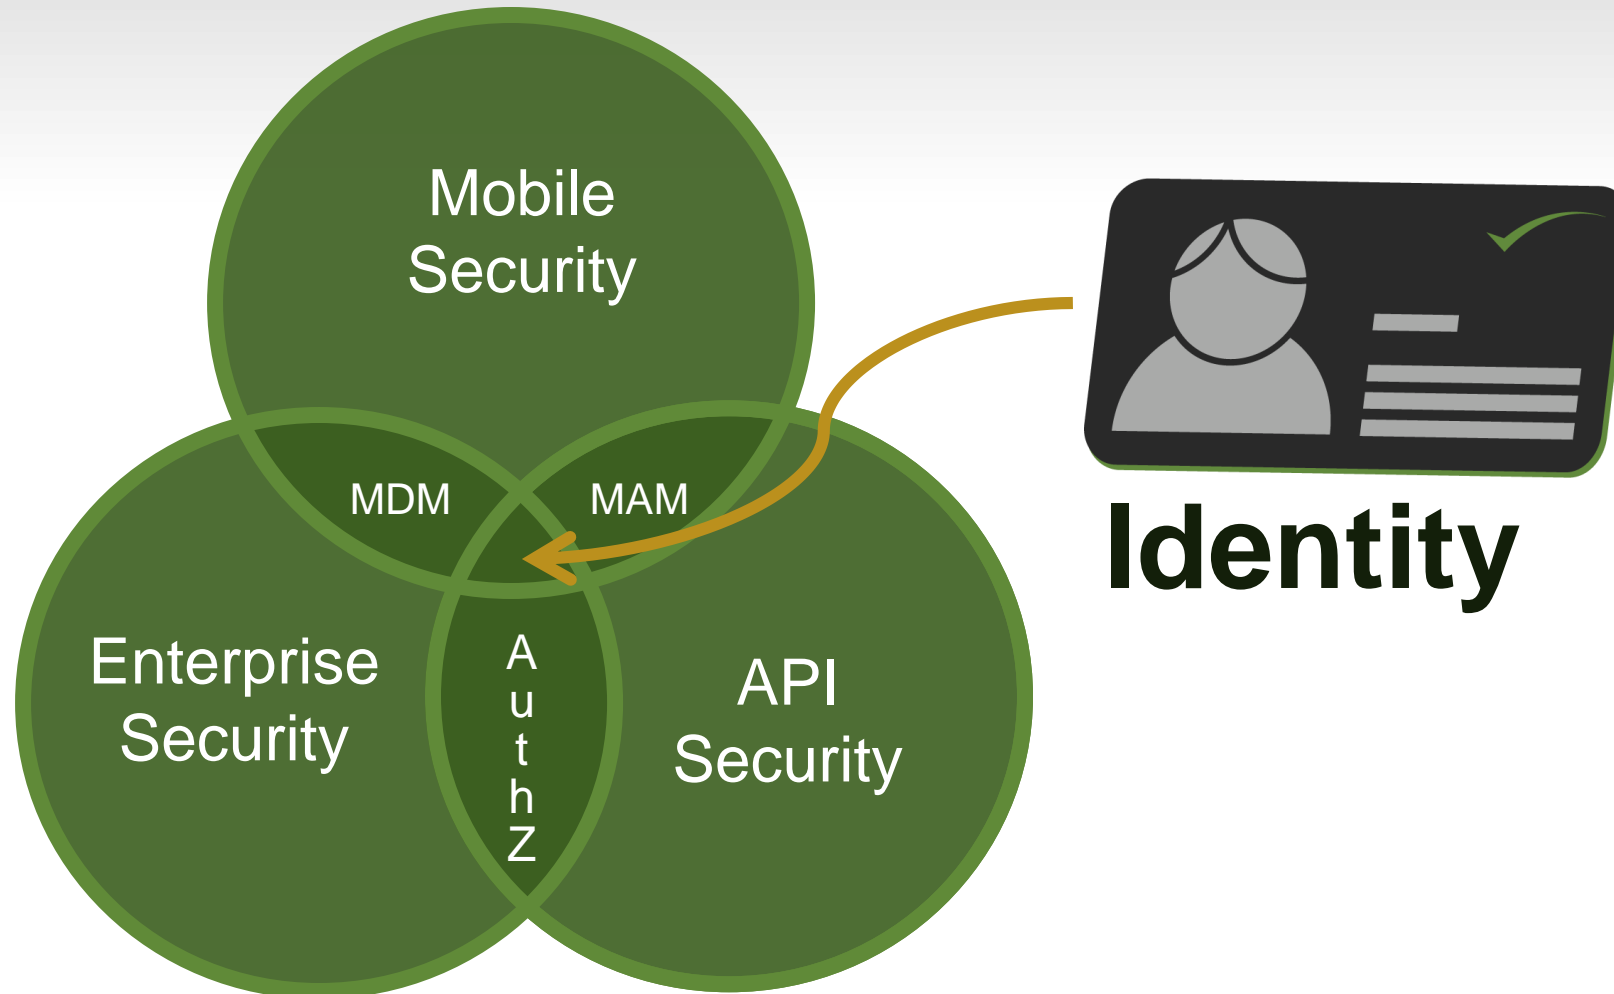 Mobile
Security
MDM
MAM
Identity
Enterprise
Security
A
u
t
h
Z
API
Security